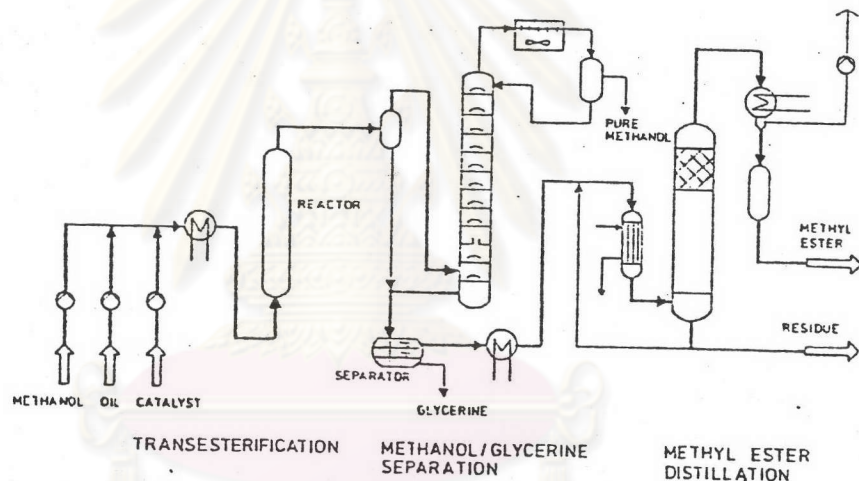 REACTOR
PURE
METHANOL
METHYL
ESTER
RESIDUE
SEPARATOR
GLYCERINE
METHANOL OIL CATALYST
TRANSESTERIFICATION
METHANOL/GLYCERINE
SEPARATION
METHYL ESTER
DISTILLATION